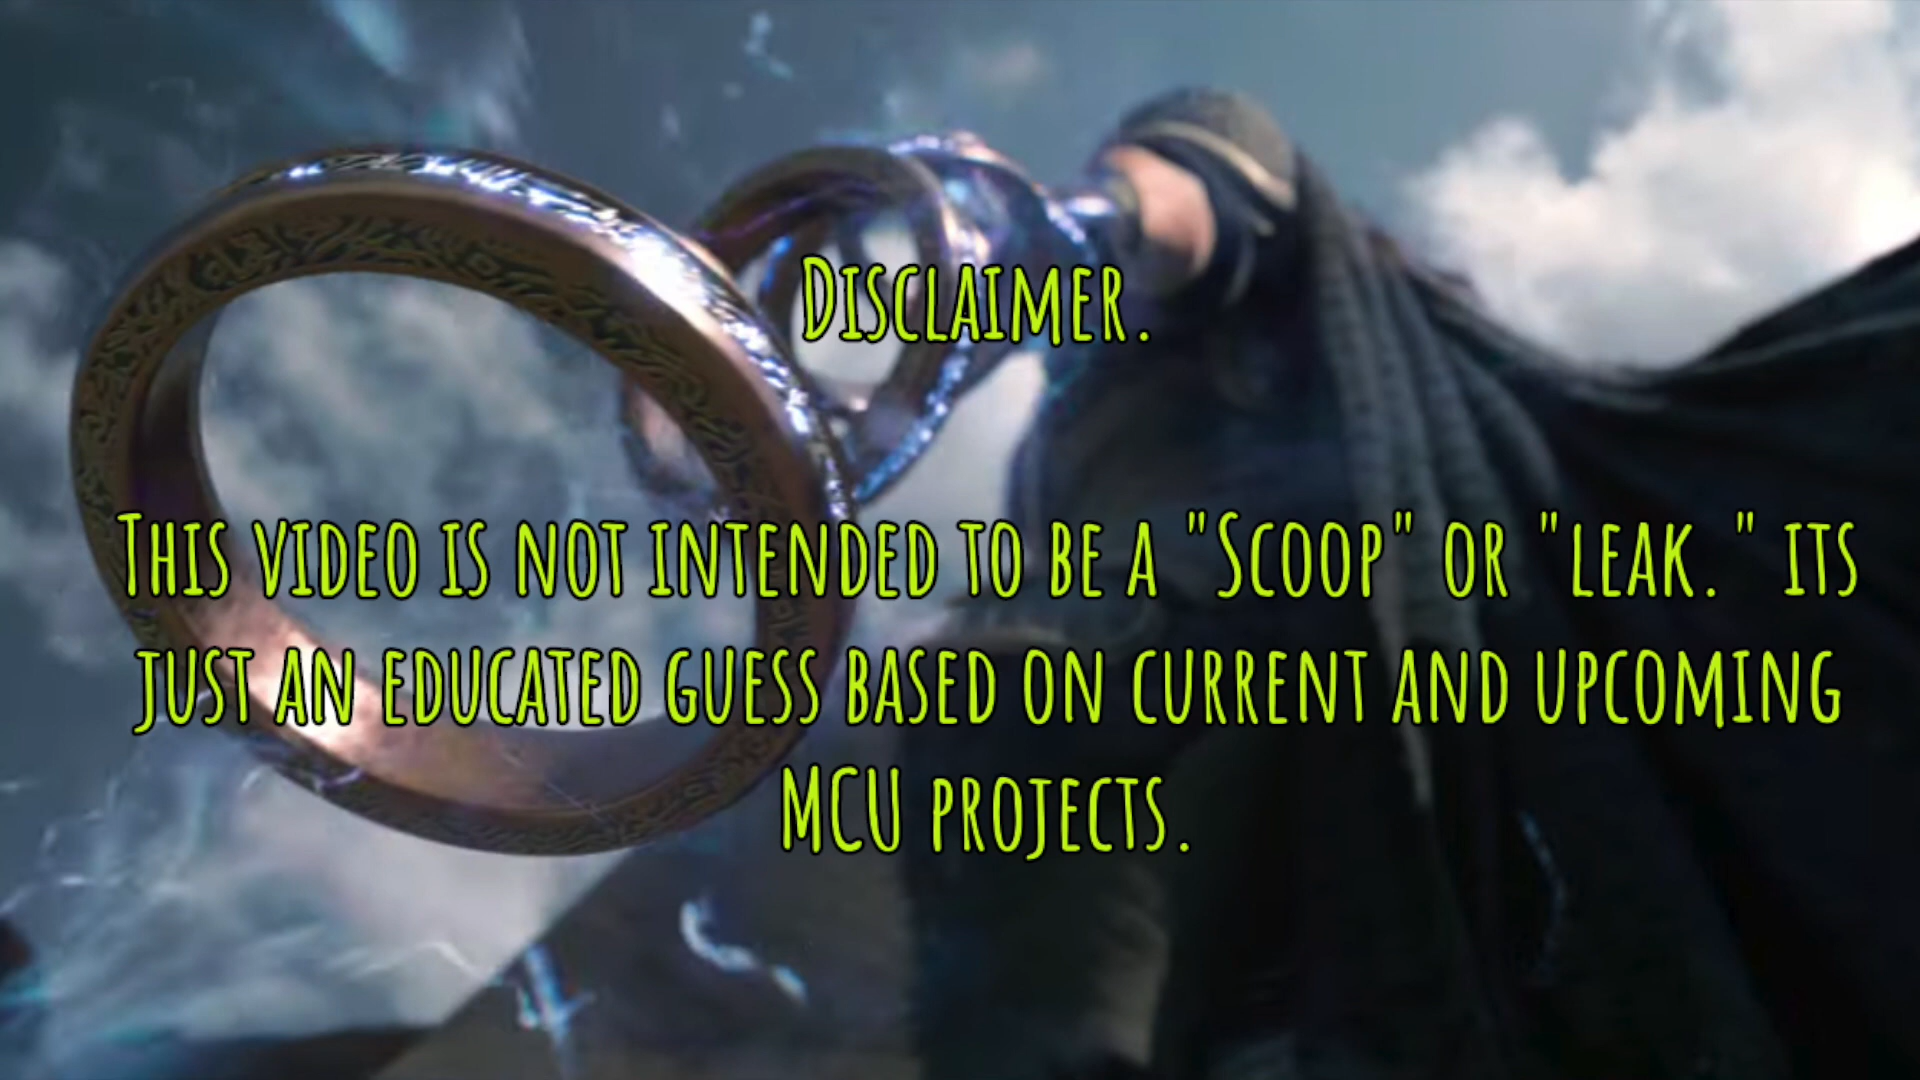 Disclaimer.
This video is not intended to be a "Scoop" or "leak." its
just an educated guess based on current and upcoming
MCU projects.